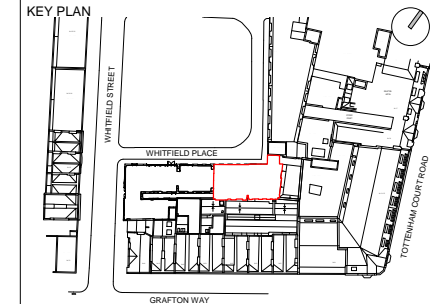 KEY PLAN
WHITFIELD STREET
WHITFIELD PLACE
TOTTENHAM COURT ROAD
GRAFTON WAY